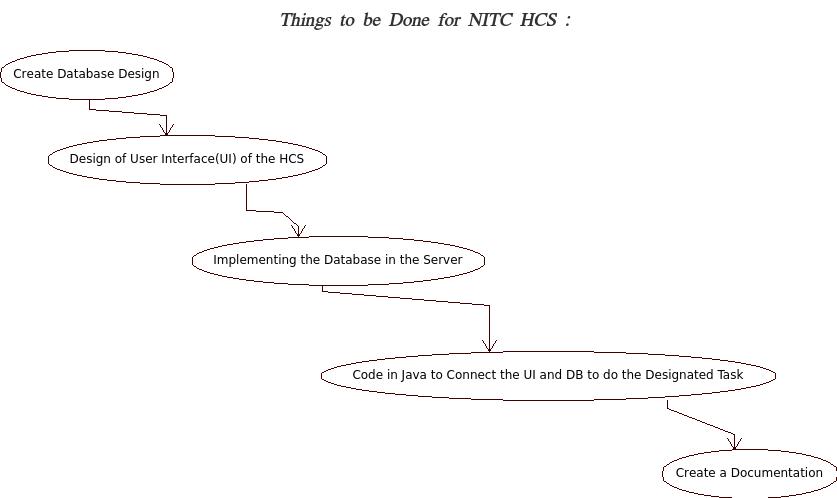 Things to be Done for NITC HCS :
Create Database Design
Design of User Interface(UI) of the HCS
Implementing the Database in the Server
Code in Java to Connect the UI and DB to do the Designated Task
Create a Documentation